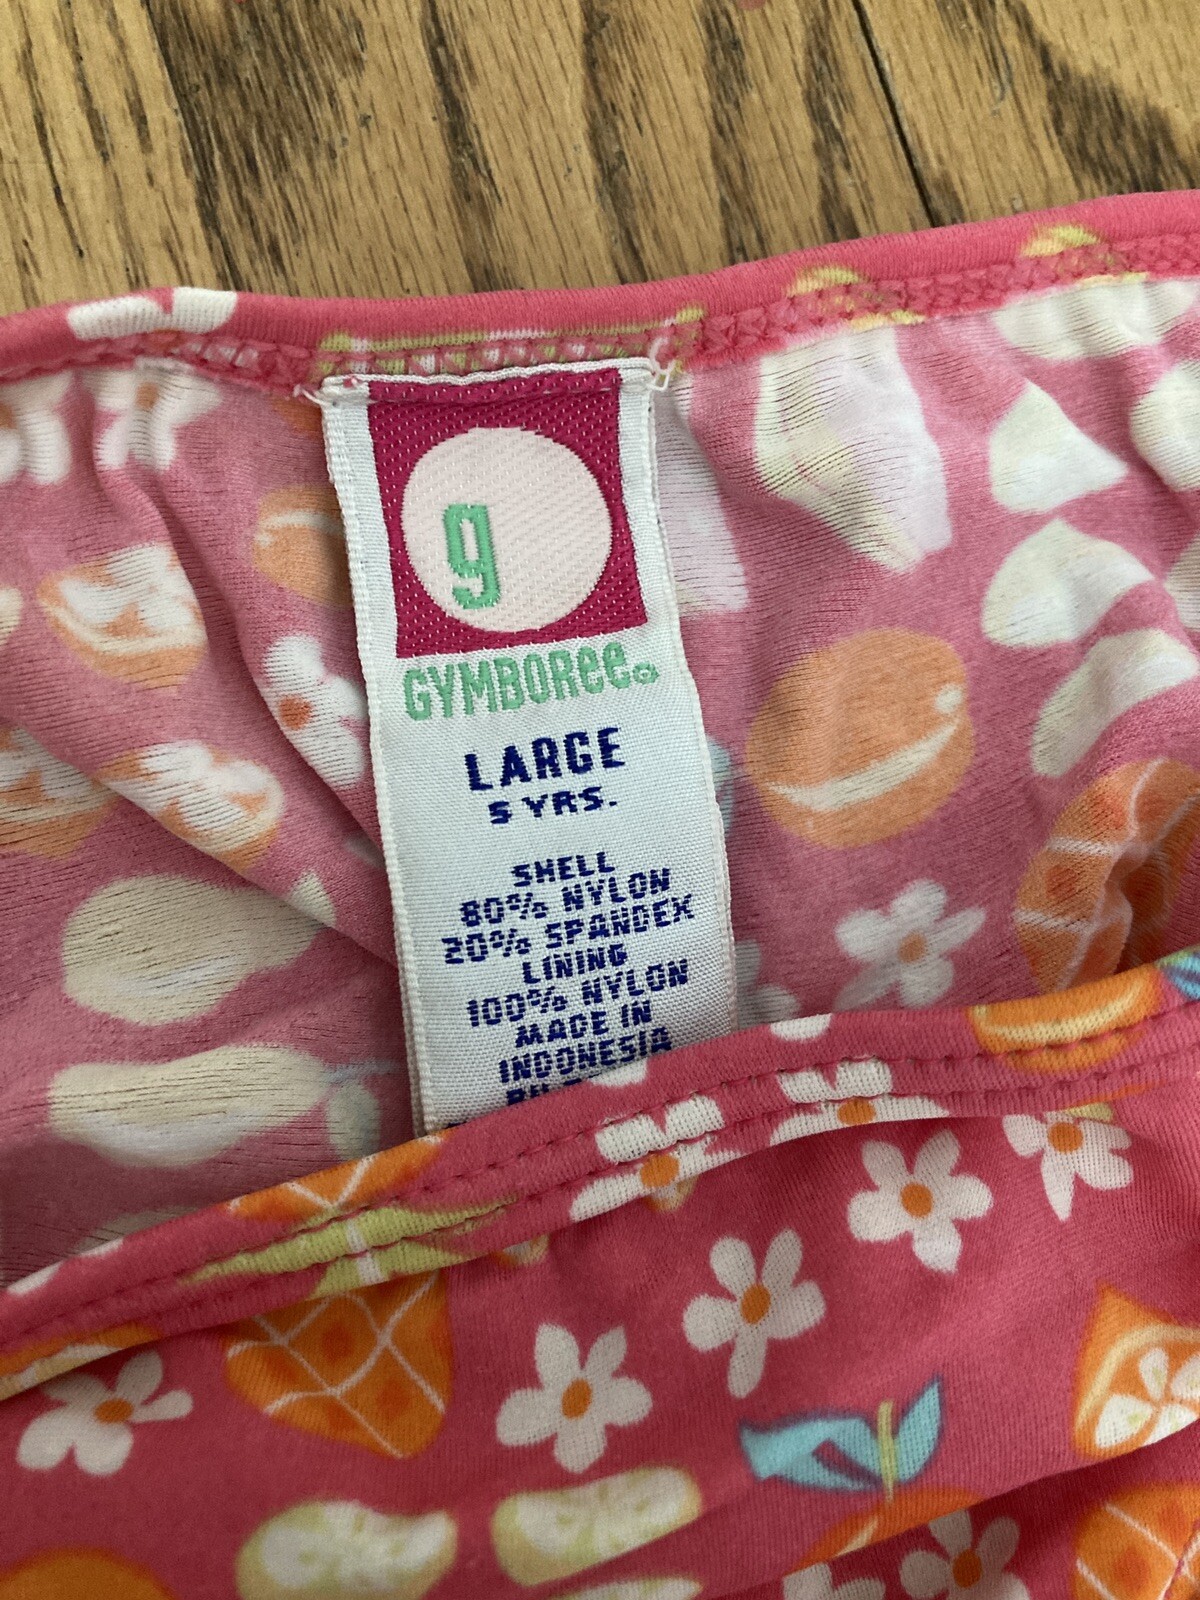 g
GYMBOREE®
LARGE
5 YRS.
SHELL
80% NYLON
20% SPANDEX
LINING
100% NYLON
MADE IN
INDONESIA